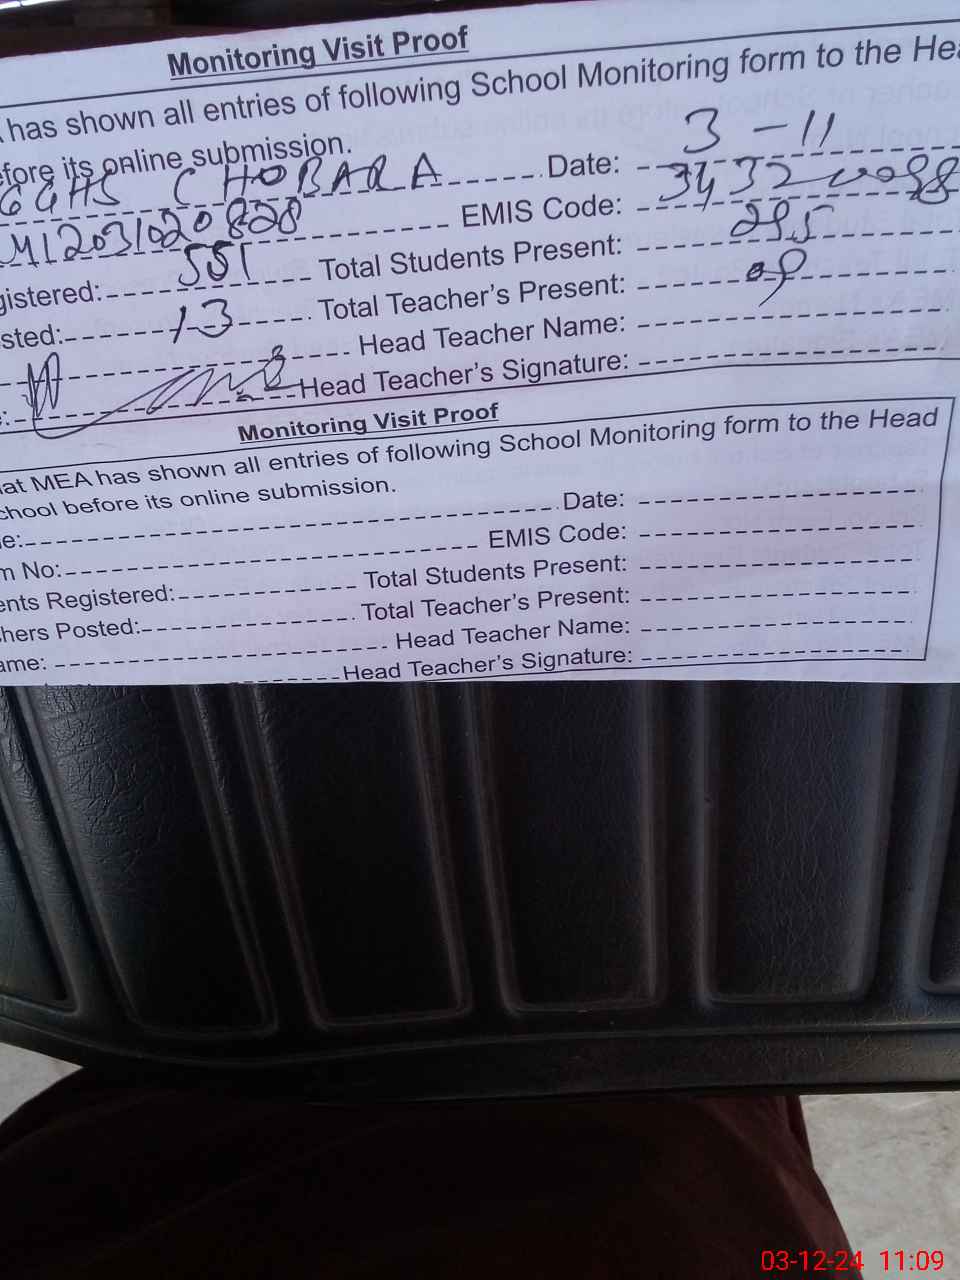 Monitoring Visit Proof
has shown all entries of following School Monitoring form to the Hea
efore its online submission.
GGHS CHOBARA Date: 3-11
M12031020828 EMIS Code: 34320088
gistered: 551 Total Students Present: 295
sted: 13 Total Teacher's Present: 09
Head Teacher Name:
e: Head Teacher's Signature:
Monitoring Visit Proof
hat MEA has shown all entries of following School Monitoring form to the Head
chool before its online submission.
e: Date:
m No: EMIS Code:
ents Registered: Total Students Present:
chers Posted: Total Teacher's Present:
ame: Head Teacher Name:
Head Teacher's Signature:
03-12-24 11:09